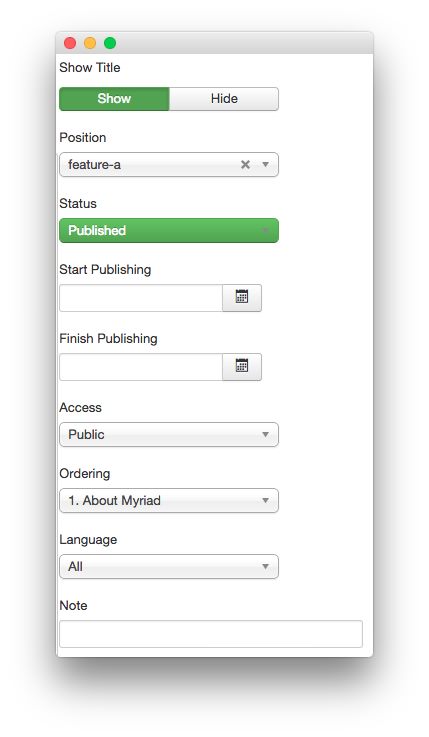 Show Title
Show Hide
Position
feature-a
Status
Published
Start Publishing
Finish Publishing
Access
Public
Ordering
1. About Myriad
Language
All
Note